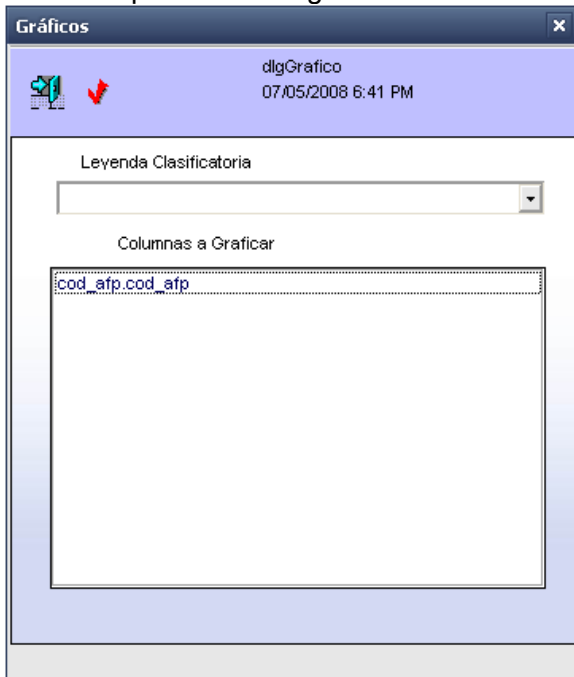 Gráficos
dlgGrafico
07/05/2008 6:41 PM
Leyenda Clasificatoria
Columnas a Graficar
cod_afp.cod_afp